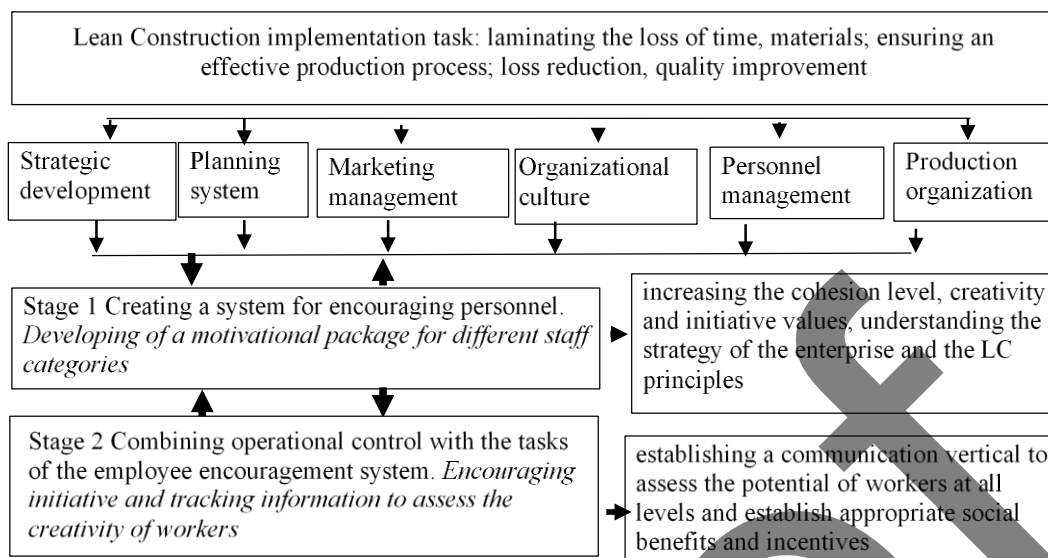 Lean Construction implementation task: laminating the loss of time, materials; ensuring an
effective production process; loss reduction, quality improvement
Strategic
development
Planning
system
Marketing
management
Organizational
culture
Personnel
management
Production
organization
Stage 1 Creating a system for encouraging personnel.
Developing of a motivational package for different staff
categories
increasing the cohesion level, creativity
and initiative values, understanding the
strategy of the enterprise and the LC
principles
Stage 2 Combining operational control with the tasks
of the employee encouragement system. Encouraging
initiative and tracking information to assess the
creativity of workers
establishing a communication vertical to
assess the potential of workers at all
levels and establish appropriate social
benefits and incentives